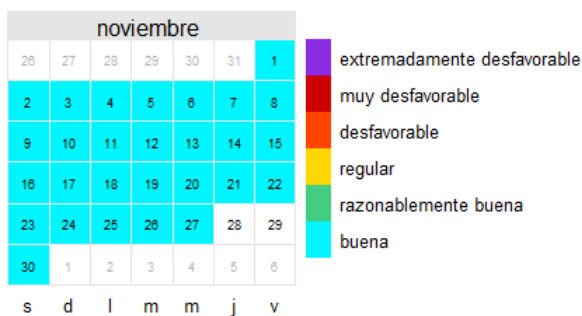 noviembre
26 27 28 29 30 31 1
2 3 4 5 6 7 8
9 10 11 12 13 14 15
16 17 18 19 20 21 22
23 24 25 26 27 28 29
30 1 2 3 4 5 6
s d l m m j v
extremadamente desfavorable
muy desfavorable
desfavorable
regular
razonablemente buena
buena